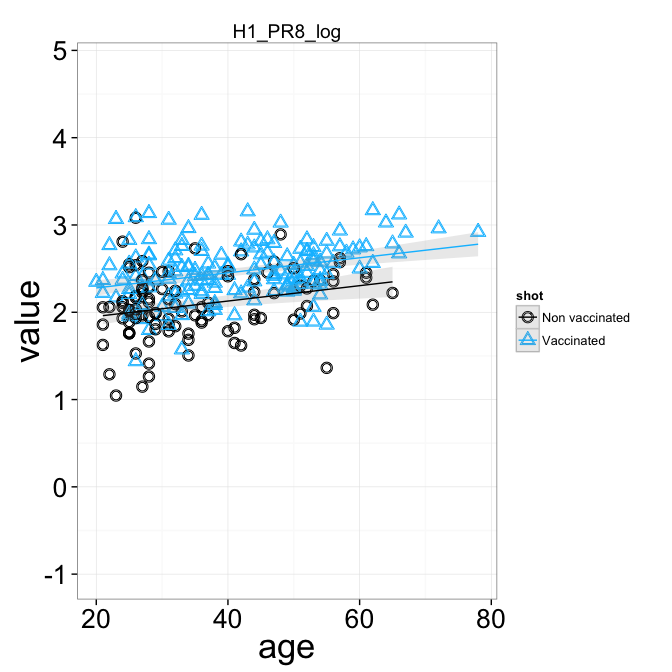 H1_PR8_log
5
4
3
2
1
0
-1
value
20 40 60 80
age
shot
Non vaccinated
Vaccinated